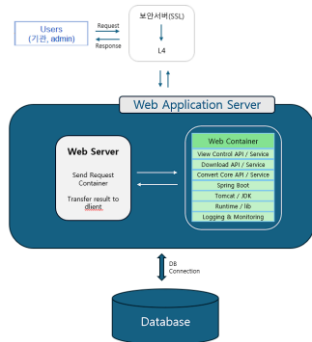 Users
(기관, admin)
Request
Response
보안서버(SSL)
L4
Web Application Server
Web Server
Send Request
Container
Transfer result to
dlient
Web Container
View Control API / Service
Download API / Service
Convert Core API / Service
Spring Boot
Tomcat / JDK
Runtime / lib
Logging & Monitoring
DB
Connection
Database